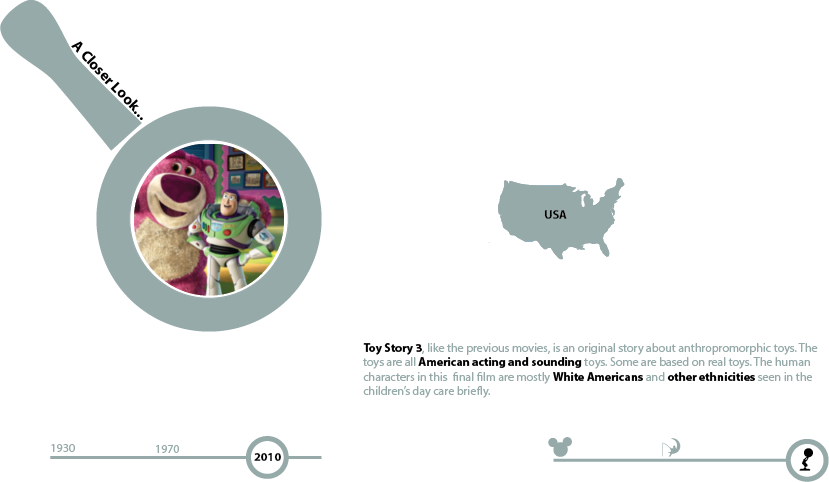 A Closer Look...
USA
Toy Story 3, like the previous movies, is an original story about anthropromorphic toys. The
toys are all American acting and sounding toys. Some are based on real toys. The human
characters in this final film are mostly White Americans and other ethnicities seen in the
children's day care briefly.
1930
1970
2010